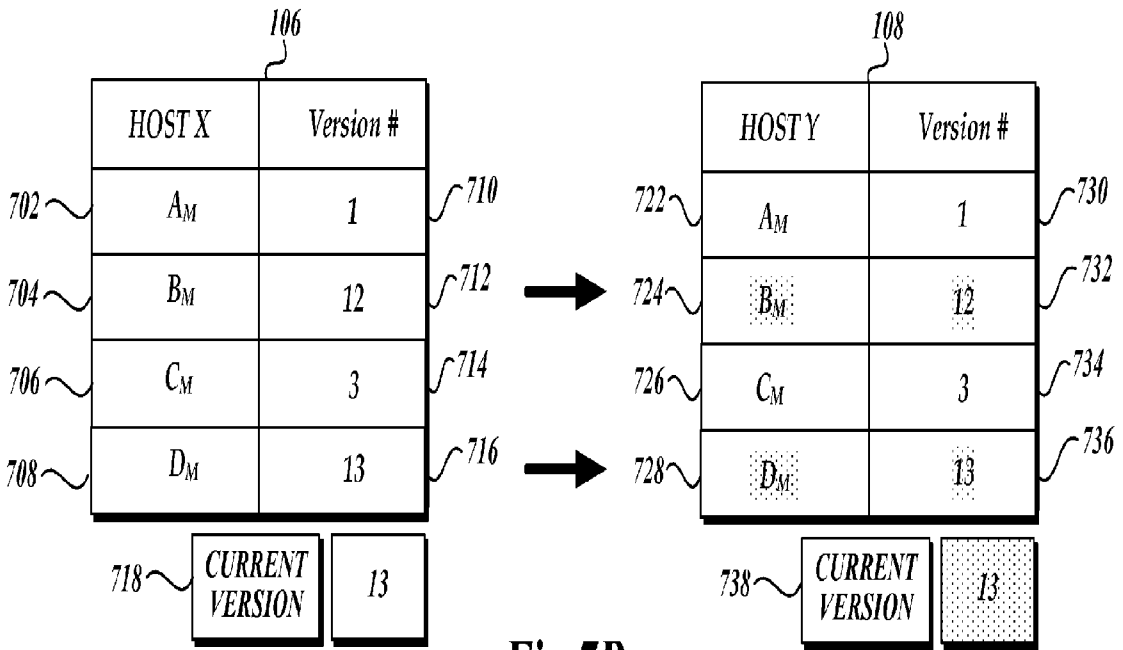 106 108
HOST X Version # HOST Y Version #
702 AM 1 710 722 AM 1 730
704 BM 12 712 724 BM 12 732
706 CM 3 714 726 CM 3 734
708 DM 13 716 728 DM 13 736
718 CURRENT VERSION 13 738 CURRENT VERSION 13